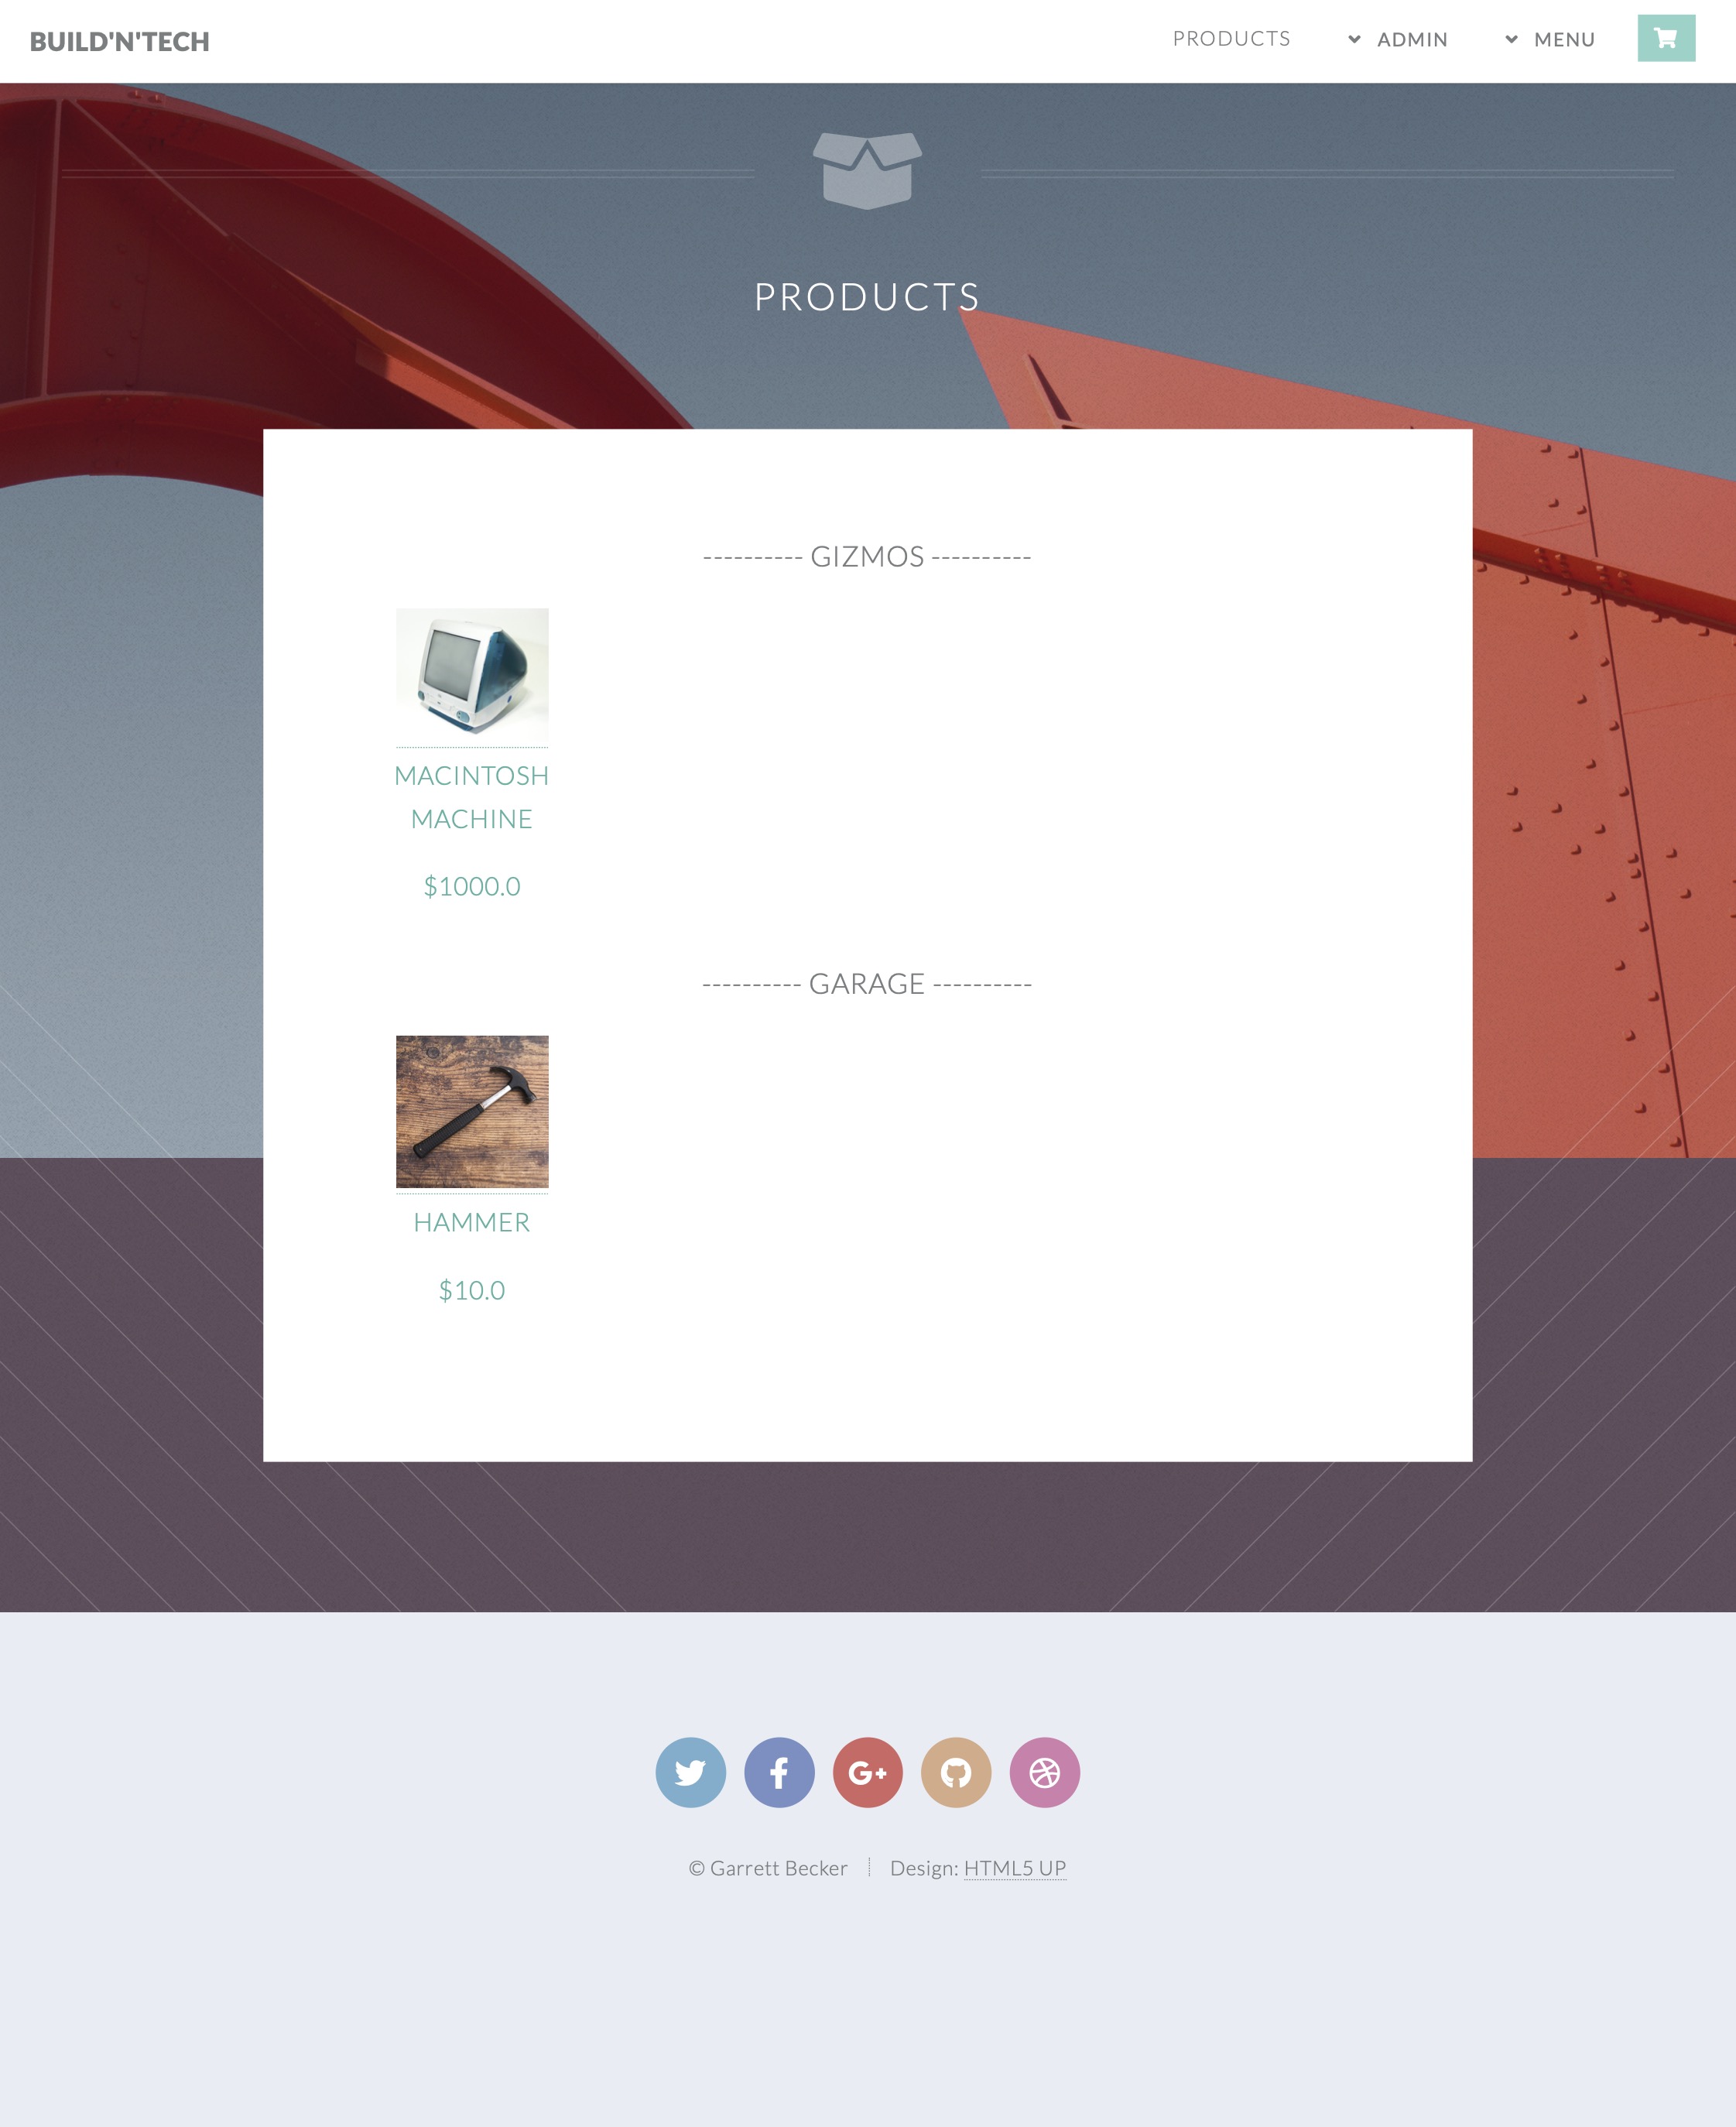 BUILD'N'TECH
PRODUCTS
ADMIN
MENU
PRODUCTS
---------- GIZMOS ----------
MACINTOSH
MACHINE
$1000.0
---------- GARAGE ----------
HAMMER
$10.0
G+
© Garrett Becker
Design: HTML5 UP